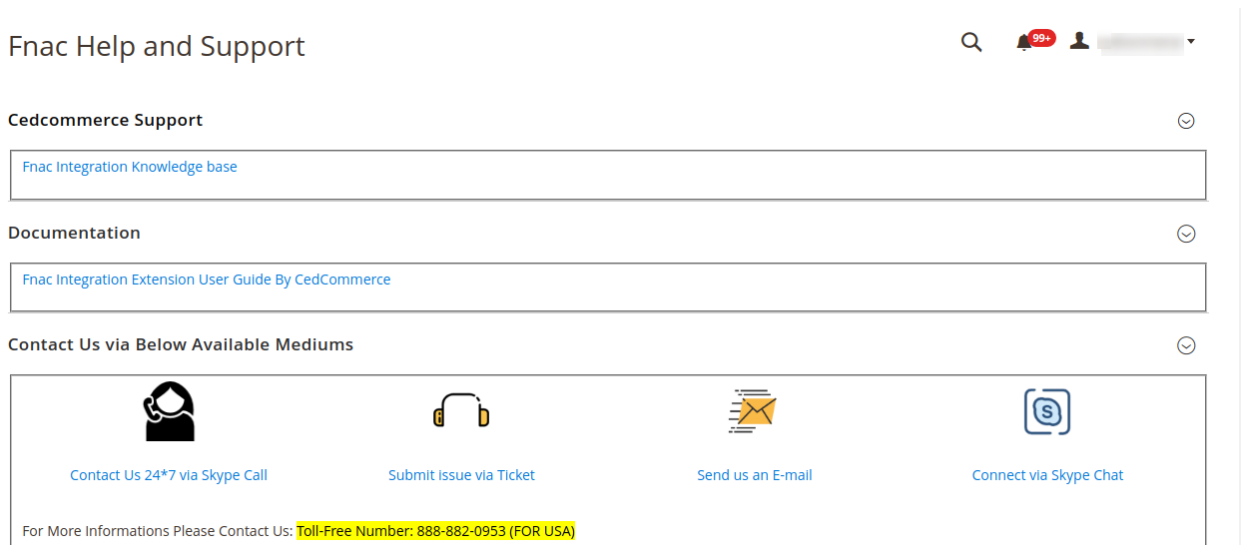 Fnac Help and Support
99+
Cedcommerce Support
Fnac Integration Knowledge base
Documentation
Fnac Integration Extension User Guide By CedCommerce
Contact Us via Below Available Mediums
S
Contact Us 24*7 via Skype Call
Submit issue via Ticket
Send us an E-mail
Connect via Skype Chat
For More Informations Please Contact Us: Toll-Free Number: 888-882-0953 (FOR USA)